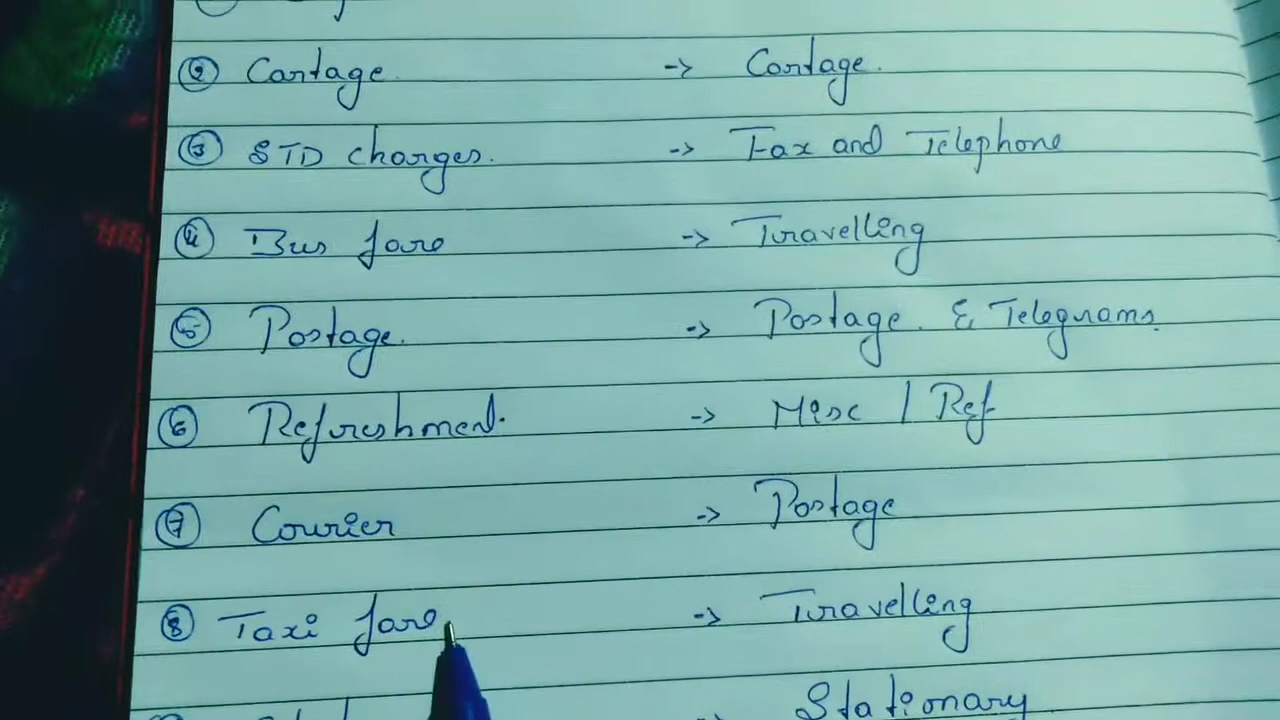 ② Cartage. -> Cartage.
③ STD charges. -> Fax and Telephone
④ Bus fare -> Travelling
⑤ Postage. -> Postage. & Telegrams.
⑥ Refreshment. -> Misc / Ref
⑦ Courier -> Postage
⑧ Taxi fare -> Travelling
-> Stationary